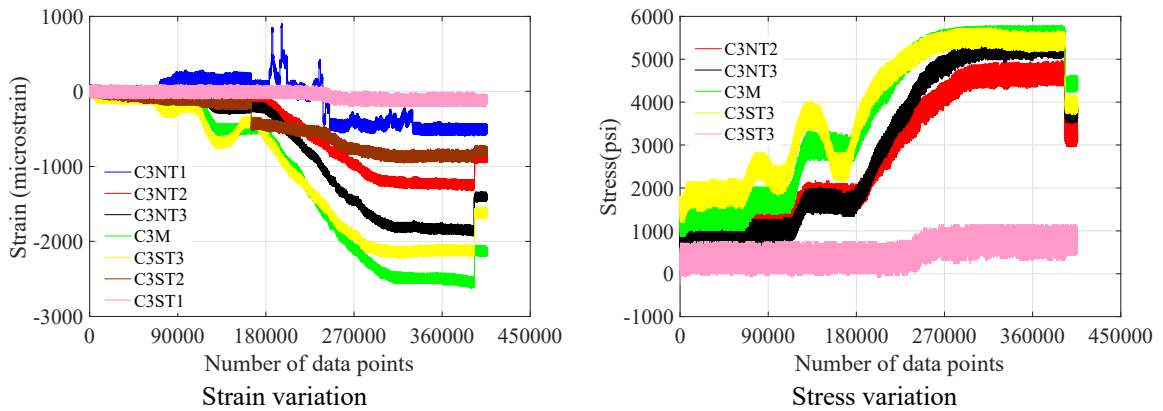 Strain (microstrain)
1000
0
-1000
-2000
-3000
C3NT1
C3NT2
C3NT3
C3M
C3ST3
C3ST2
C3ST1
0 90000 180000 270000 360000 450000
Number of data points
Strain variation
Stress(psi)
6000
5000
4000
3000
2000
1000
0
-1000
C3NT2
C3NT3
C3M
C3ST3
C3ST3
0 90000 180000 270000 360000 450000
Number of data points
Stress variation